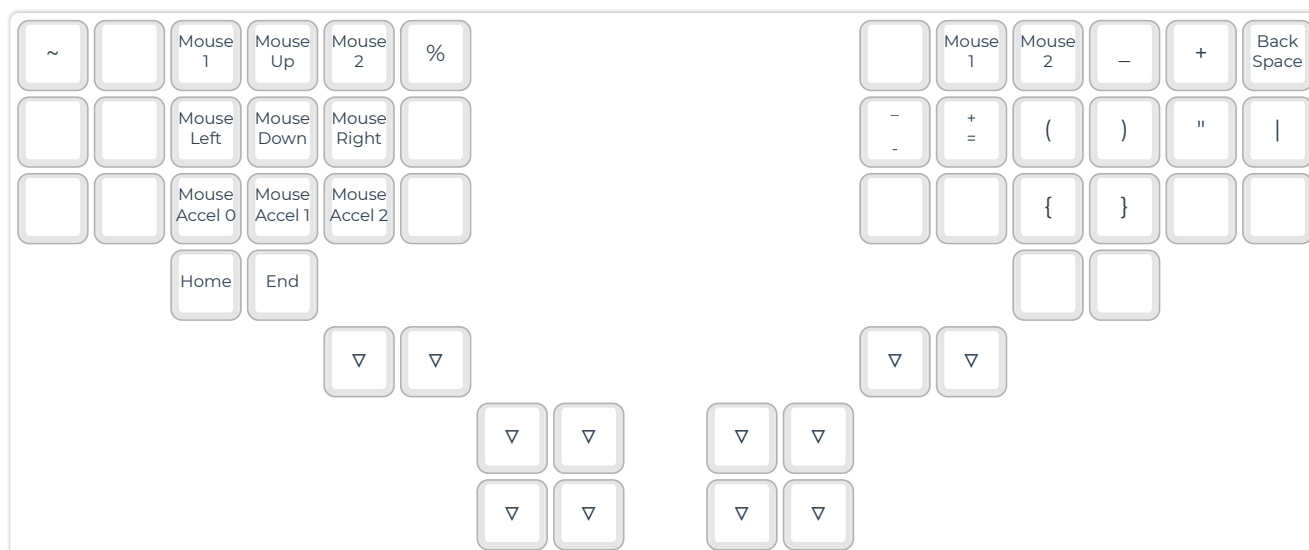 ~ Mouse 1 Mouse Up Mouse 2 % Mouse 1 Mouse 2 _ + Back Space
Mouse Left Mouse Down Mouse Right _ - + = ( ) " |
Mouse Accel 0 Mouse Accel 1 Mouse Accel 2 { }
Home End
▽ ▽ ▽ ▽
▽ ▽ ▽ ▽
▽ ▽ ▽ ▽